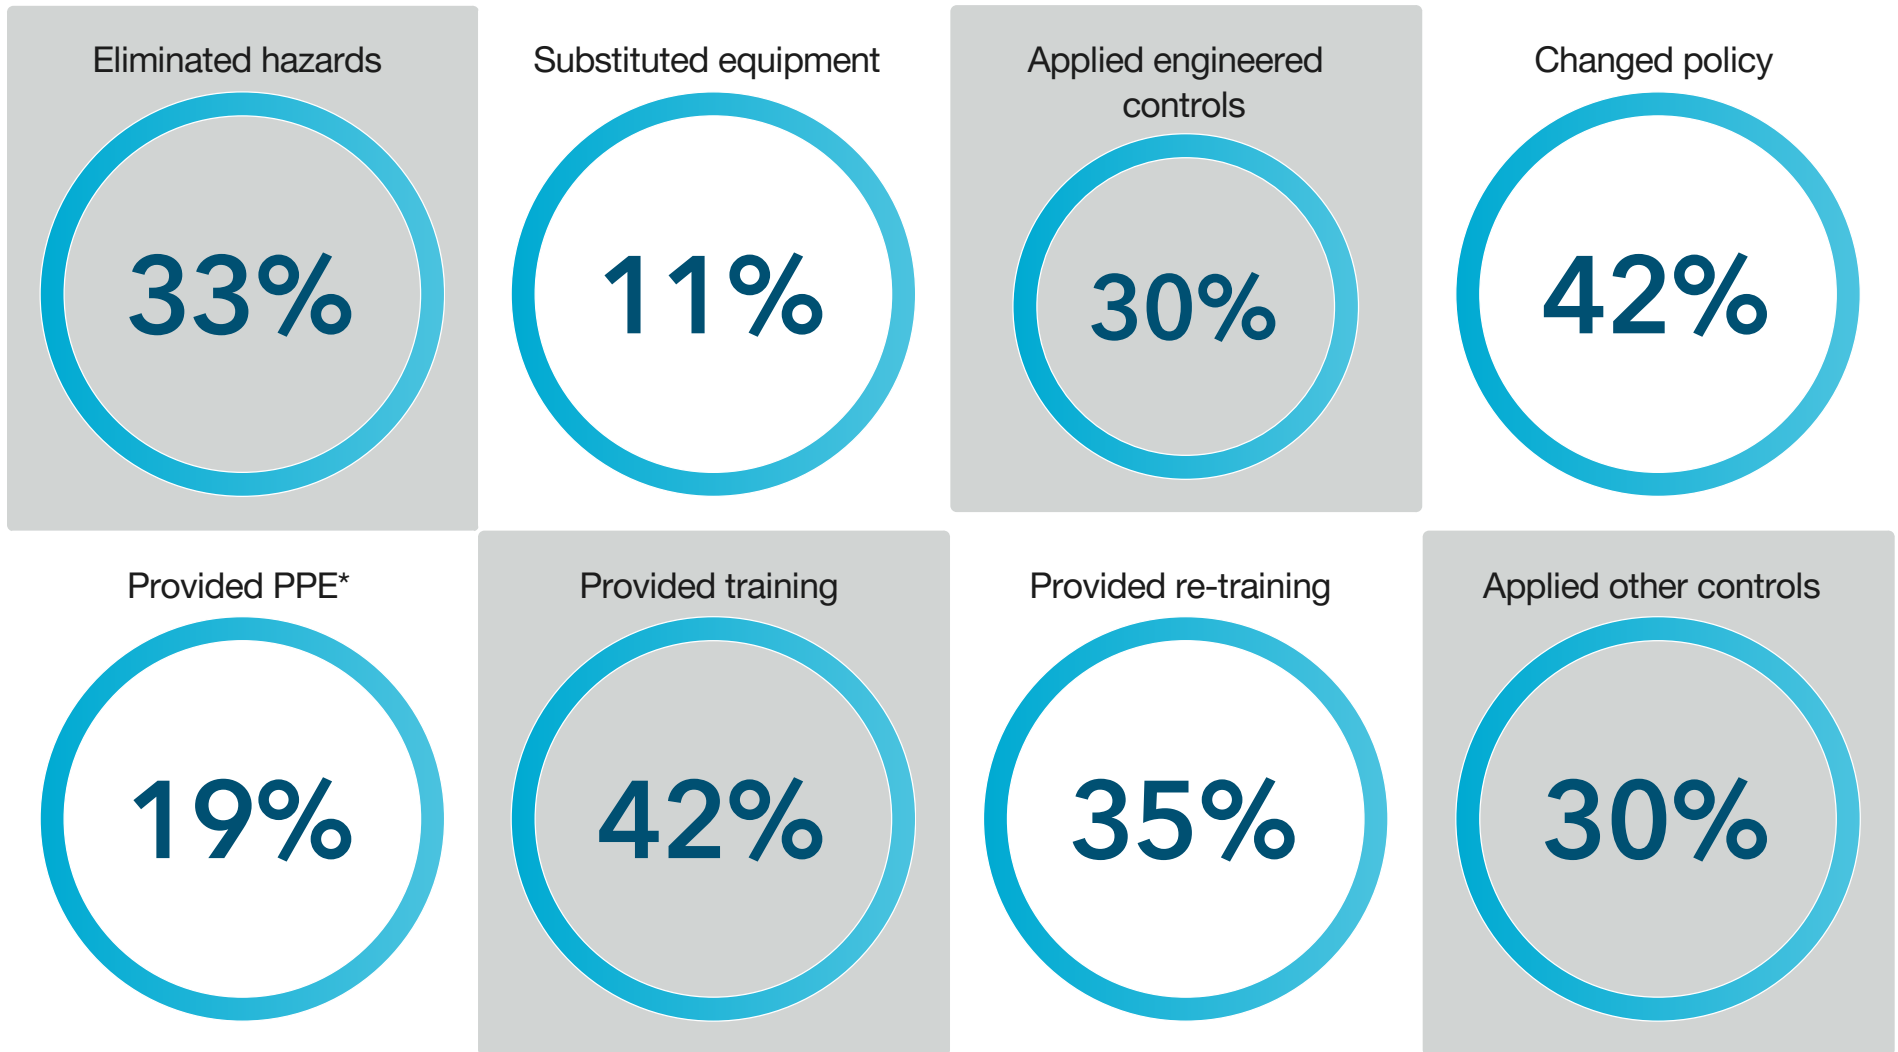 Eliminated hazards
33%
Substituted equipment
11%
Applied engineered
controls
30%
Changed policy
42%
Provided PPE*
19%
Provided training
42%
Provided re-training
35%
Applied other controls
30%